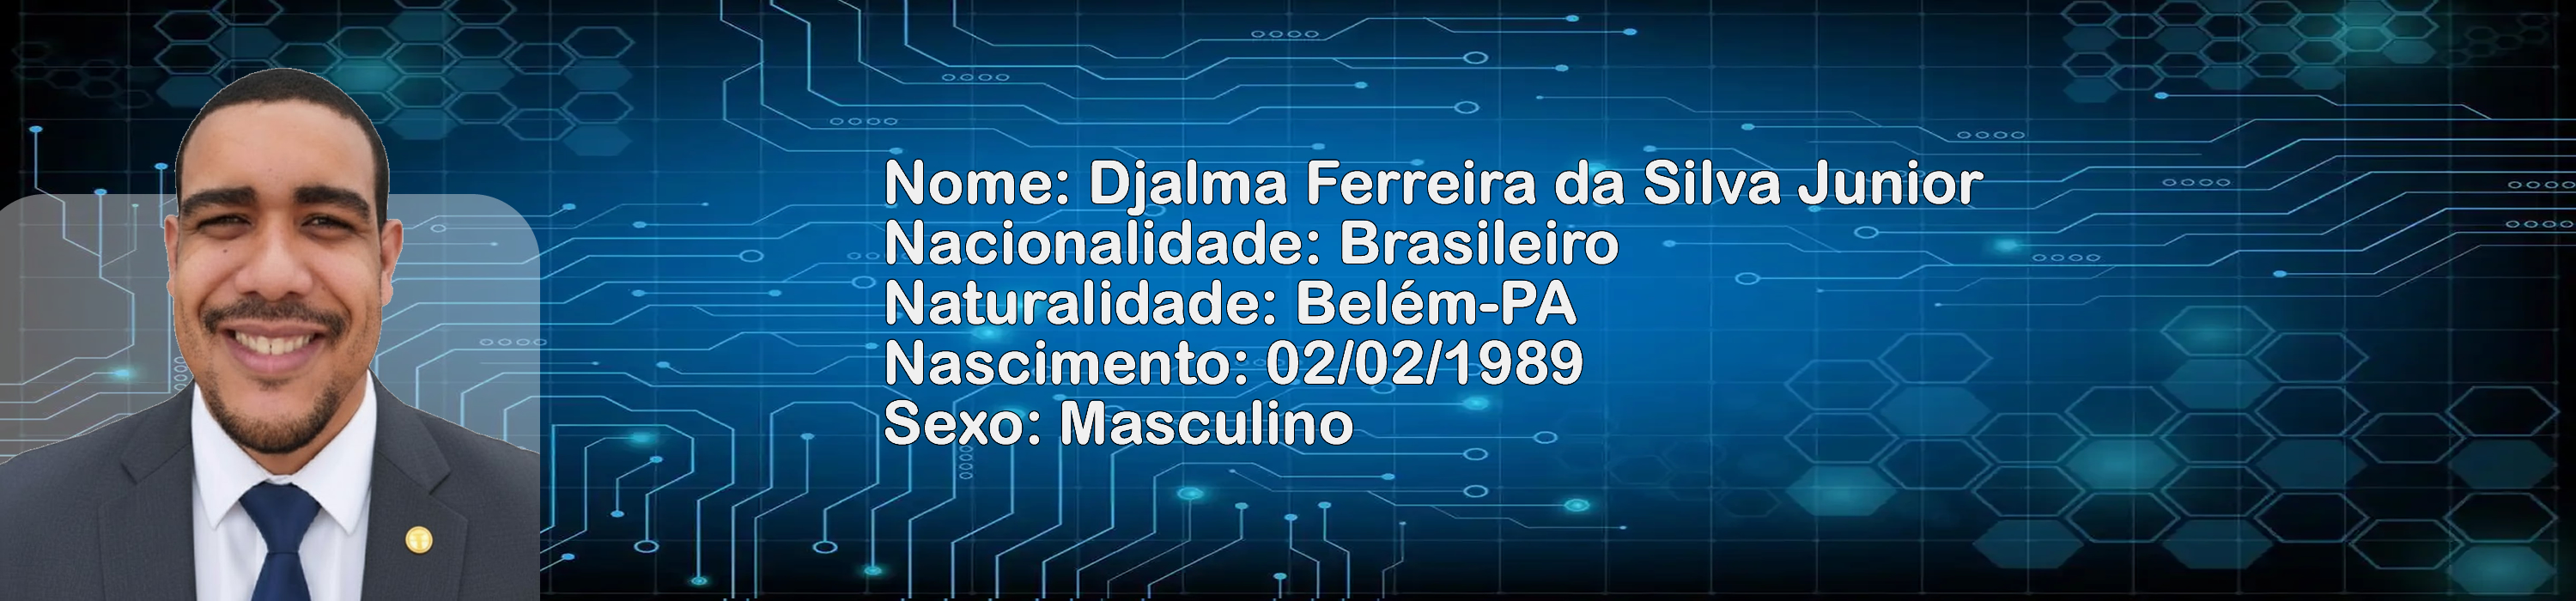 Nome: Djalma Ferreira da Silva Junior
Nacionalidade: Brasileiro
Naturalidade: Belém-PA
Nascimento: 02/02/1989
Sexo: Masculino